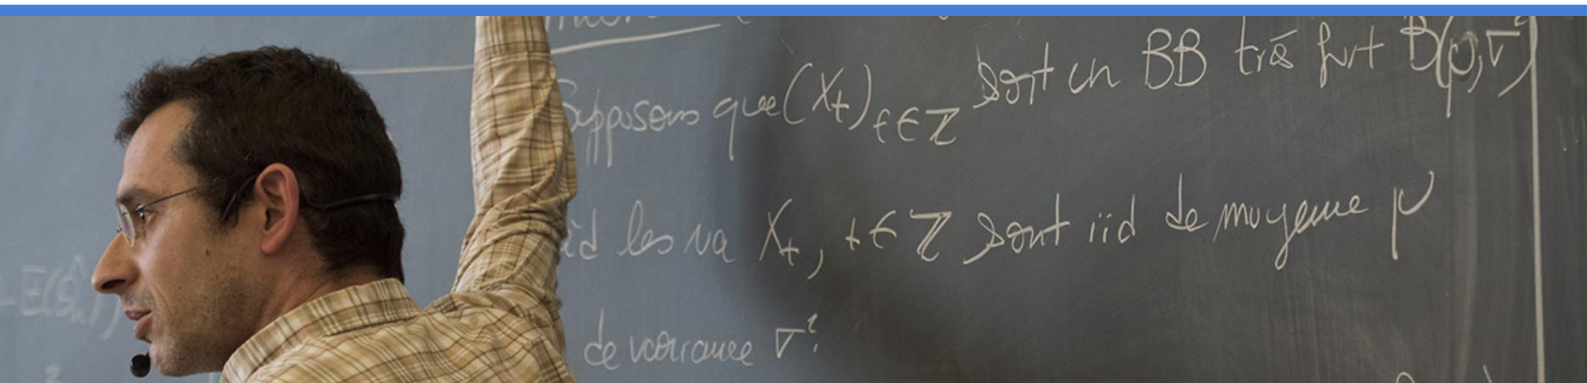 Supposons que (X_t)_{t∈Z} sont un BB très fort B(μ,σ²)
id les va X_t, t∈Z sont iid de moyenne μ
de variance σ².
-E(θ̂_n))